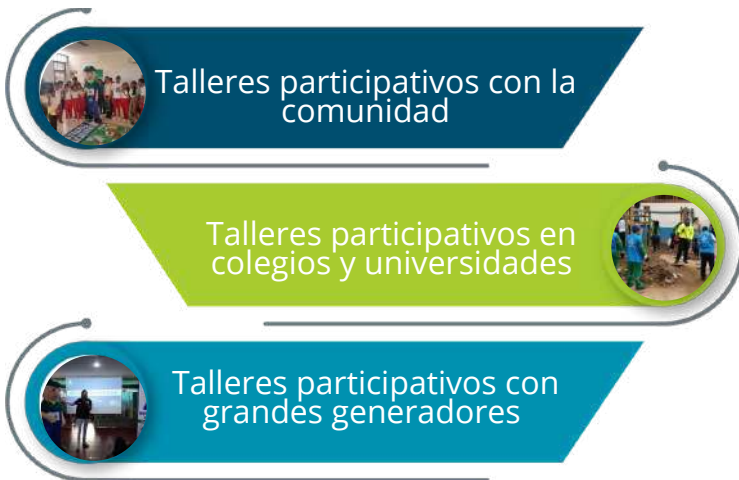 Talleres participativos con la
comunidad
Talleres participativos en
colegios y universidades
Talleres participativos con
grandes generadores